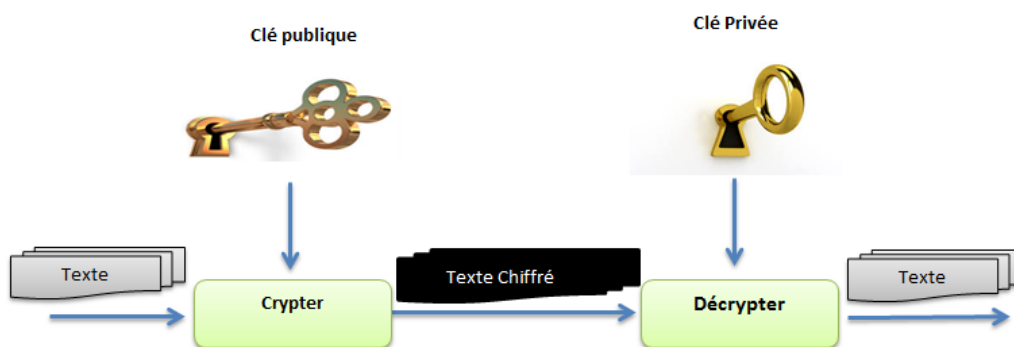 Clé publique
Clé Privée
Texte
Crypter
Texte Chiffré
Décrypter
Texte